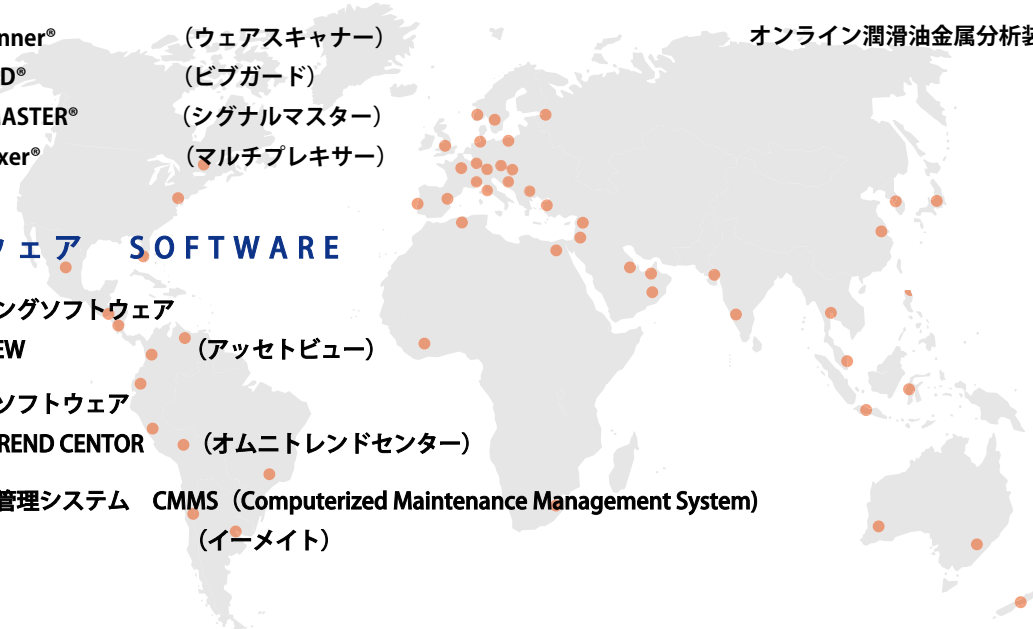 nner® （ウェアスキャナー） オンライン潤滑油金属分析装
D® （ビブガード）
MASTER® （シグナルマスター）
xer® （マルチプレキサー）
ウェア SOFTWARE
ングソフトウェア
EW （アッセトビュー）
ソフトウェア
REND CENTOR （オムニトレンドセンター）
管理システム CMMS（Computerized Maintenance Management System)
（イーメイト）